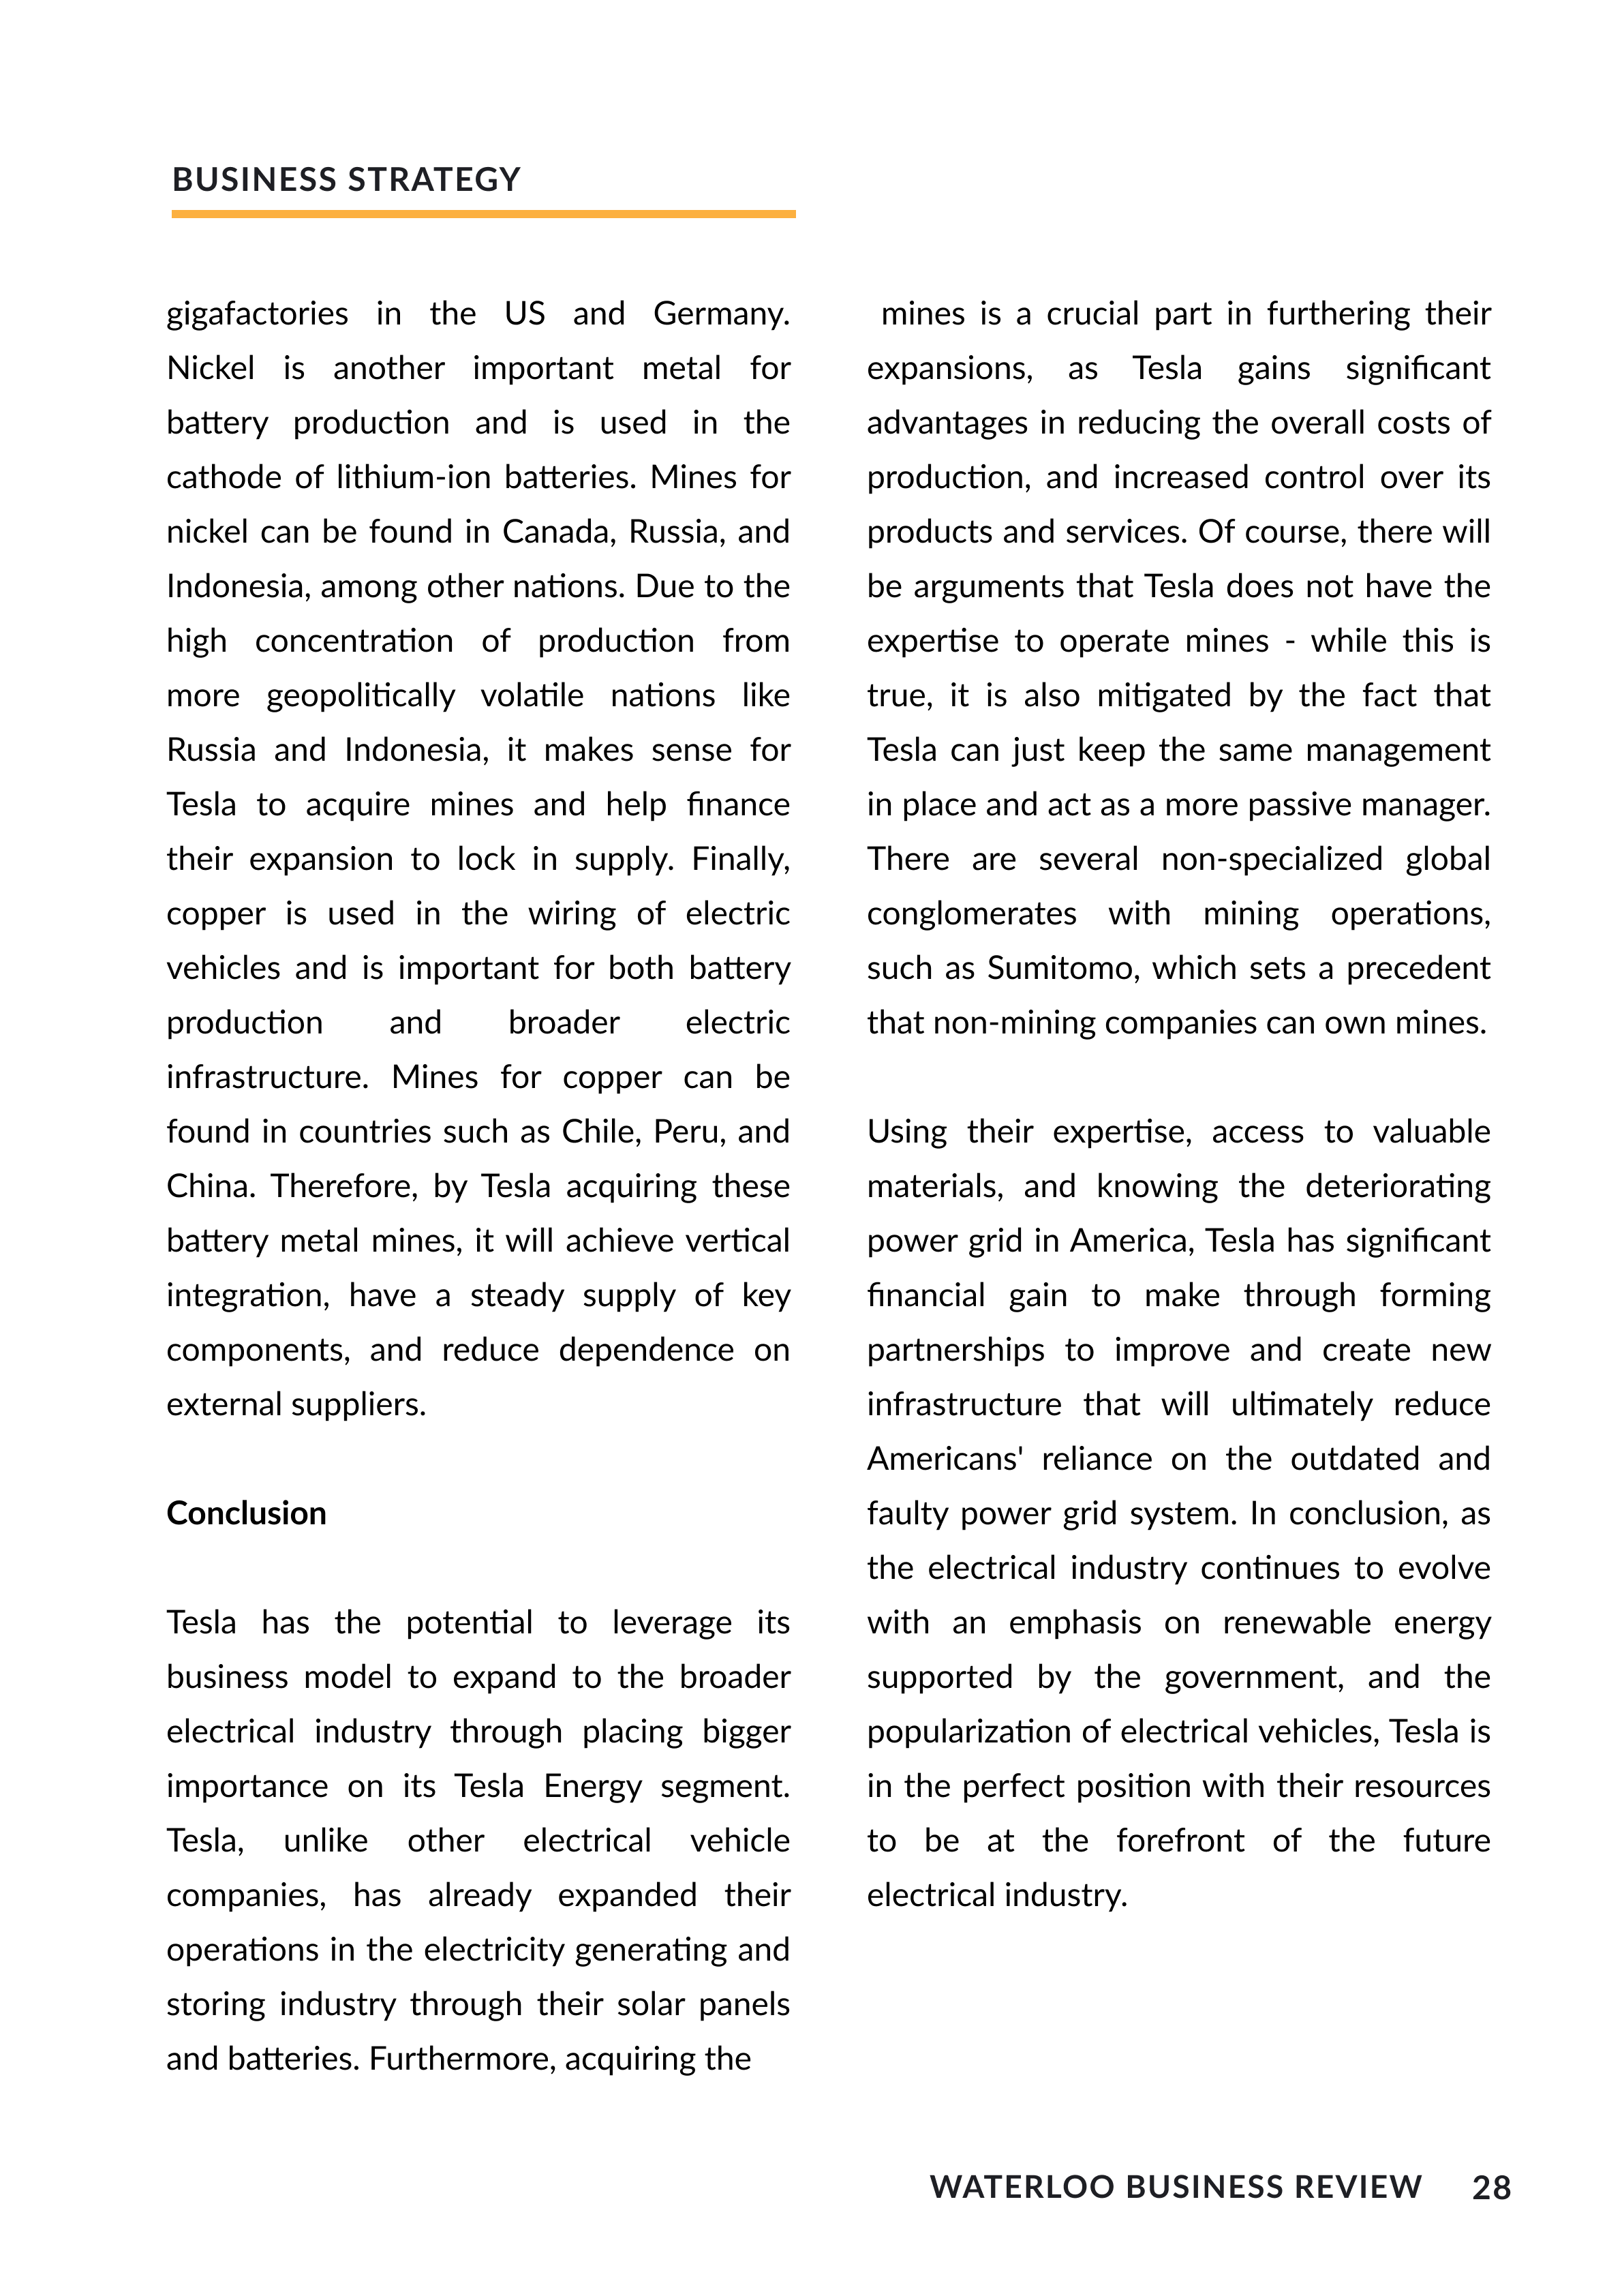 BUSINESS STRATEGY
gigafactories in the US and Germany.
Nickel is another important metal for
battery production and is used in the
cathode of lithium-ion batteries. Mines for
nickel can be found in Canada, Russia, and
Indonesia, among other nations. Due to the
high concentration of production from
more geopolitically volatile nations like
Russia and Indonesia, it makes sense for
Tesla to acquire mines and help finance
their expansion to lock in supply. Finally,
copper is used in the wiring of electric
vehicles and is important for both battery
production and broader electric
infrastructure. Mines for copper can be
found in countries such as Chile, Peru, and
China. Therefore, by Tesla acquiring these
battery metal mines, it will achieve vertical
integration, have a steady supply of key
components, and reduce dependence on
external suppliers.
Conclusion
Tesla has the potential to leverage its
business model to expand to the broader
electrical industry through placing bigger
importance on its Tesla Energy segment.
Tesla, unlike other electrical vehicle
companies, has already expanded their
operations in the electricity generating and
storing industry through their solar panels
and batteries. Furthermore, acquiring the
mines is a crucial part in furthering their
expansions, as Tesla gains significant
advantages in reducing the overall costs of
production, and increased control over its
products and services. Of course, there will
be arguments that Tesla does not have the
expertise to operate mines - while this is
true, it is also mitigated by the fact that
Tesla can just keep the same management
in place and act as a more passive manager.
There are several non-specialized global
conglomerates with mining operations,
such as Sumitomo, which sets a precedent
that non-mining companies can own mines.
Using their expertise, access to valuable
materials, and knowing the deteriorating
power grid in America, Tesla has significant
financial gain to make through forming
partnerships to improve and create new
infrastructure that will ultimately reduce
Americans' reliance on the outdated and
faulty power grid system. In conclusion, as
the electrical industry continues to evolve
with an emphasis on renewable energy
supported by the government, and the
popularization of electrical vehicles, Tesla is
in the perfect position with their resources
to be at the forefront of the future
electrical industry.
WATERLOO BUSINESS REVIEW 28